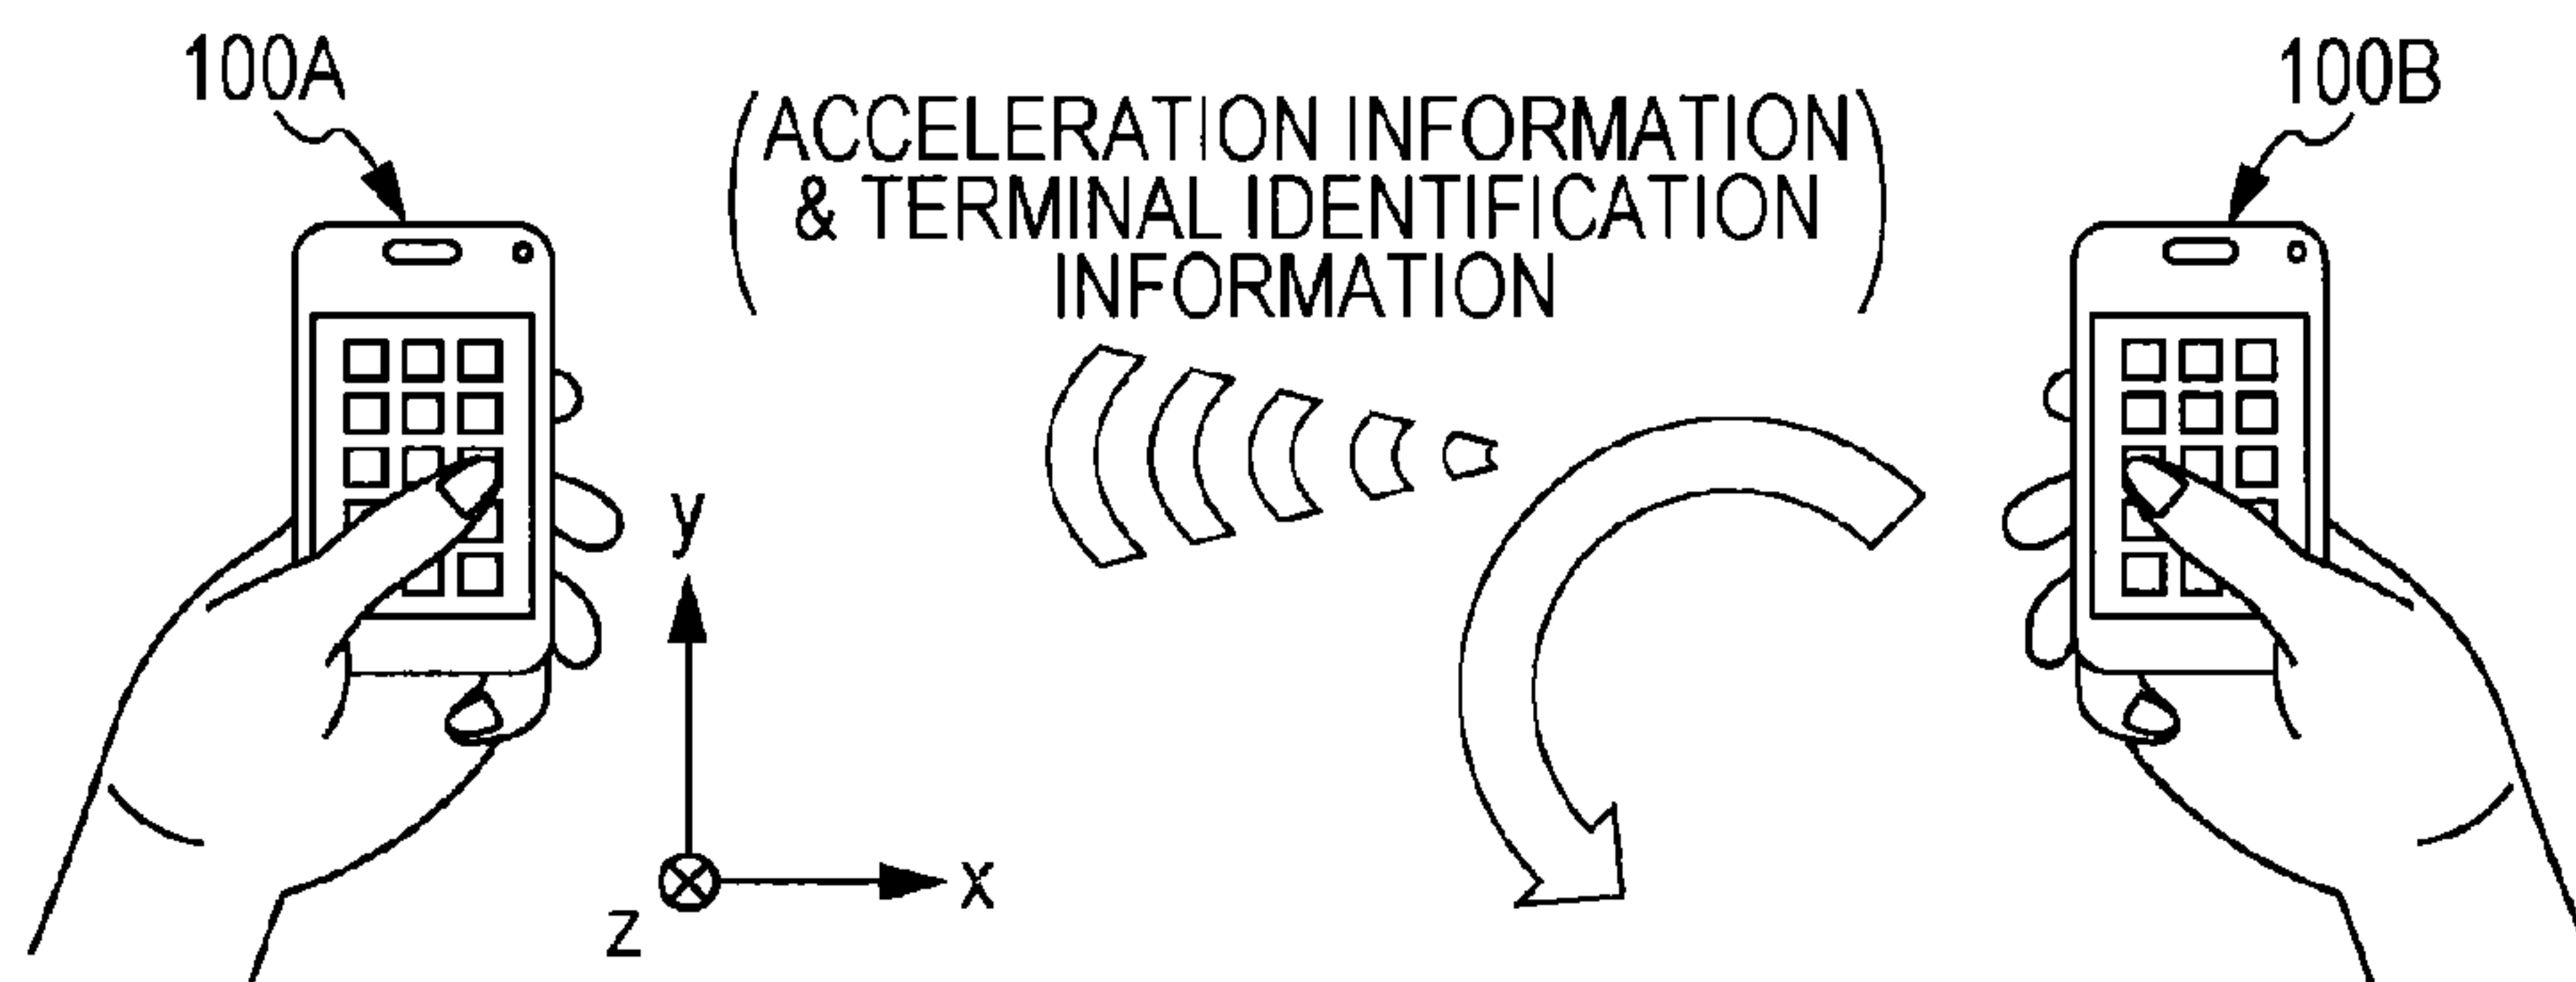 100A
100B
(ACCELERATION INFORMATION
& TERMINAL IDENTIFICATION
INFORMATION)
y
x
z